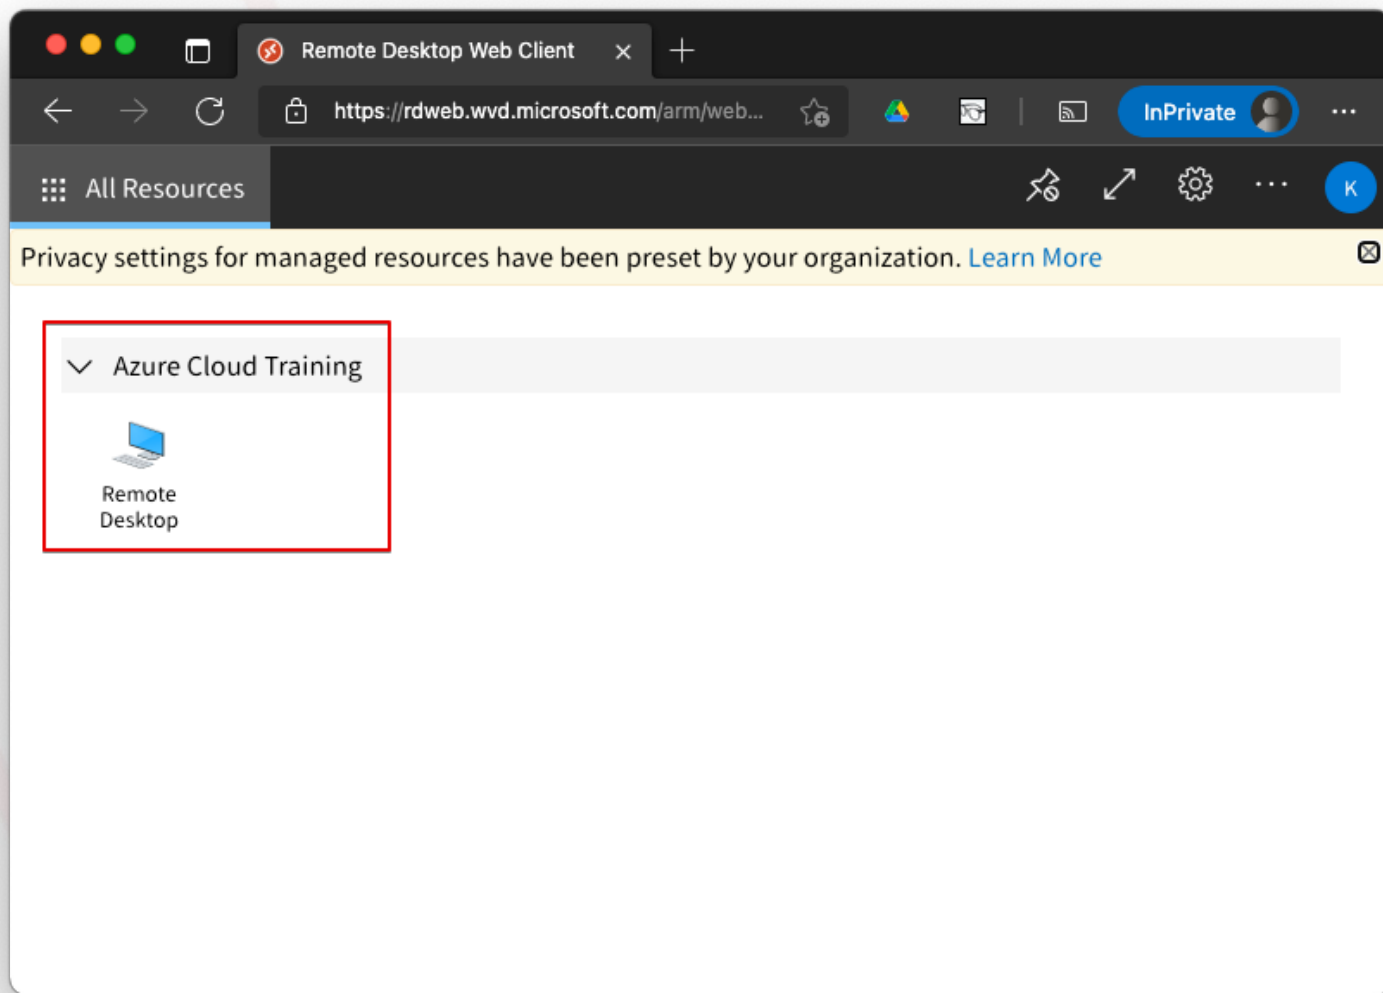 Remote Desktop Web Client
https://rdweb.wvd.microsoft.com/arm/web...
InPrivate
All Resources
K
Privacy settings for managed resources have been preset by your organization. Learn More
Azure Cloud Training
Remote
Desktop